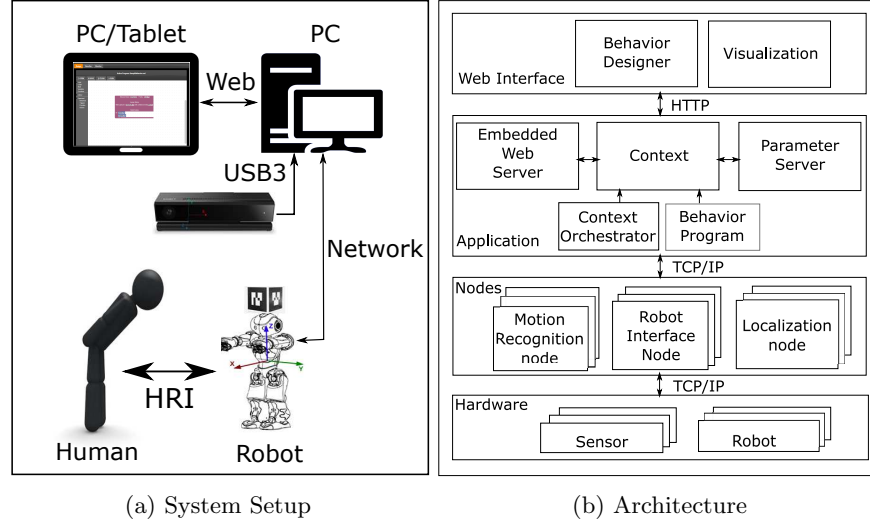 PC/Tablet
PC
Web
USB3
Network
HRI
Human
Robot
(a) System Setup
Web Interface
Behavior
Designer
Visualization
HTTP
Embedded
Web
Server
Context
Parameter
Server
Context
Orchestrator
Behavior
Program
Application
TCP/IP
Nodes
Motion
Recognition
node
Robot
Interface
Node
Localization
node
TCP/IP
Hardware
Sensor
Robot
(b) Architecture